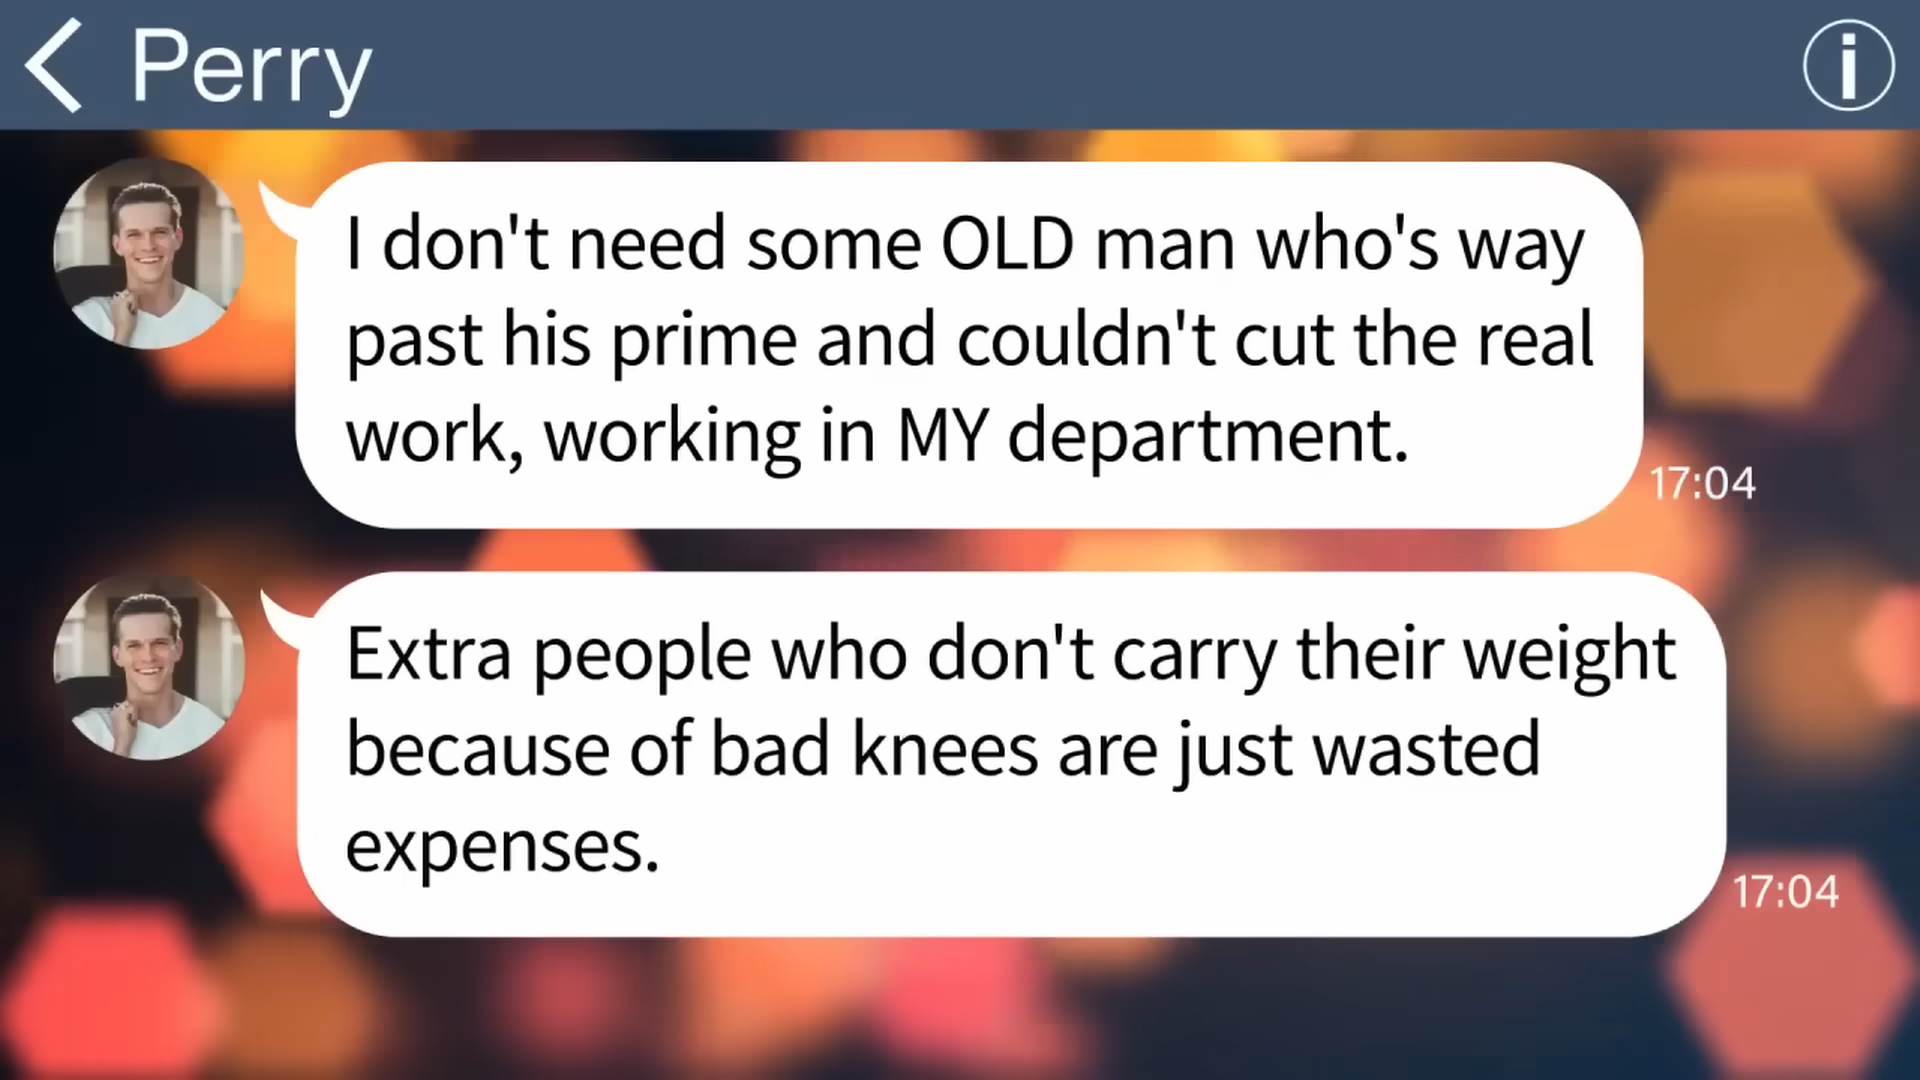 Perry
I don't need some OLD man who's way
past his prime and couldn't cut the real
work, working in MY department.
17:04
Extra people who don't carry their weight
because of bad knees are just wasted
expenses.
17:04